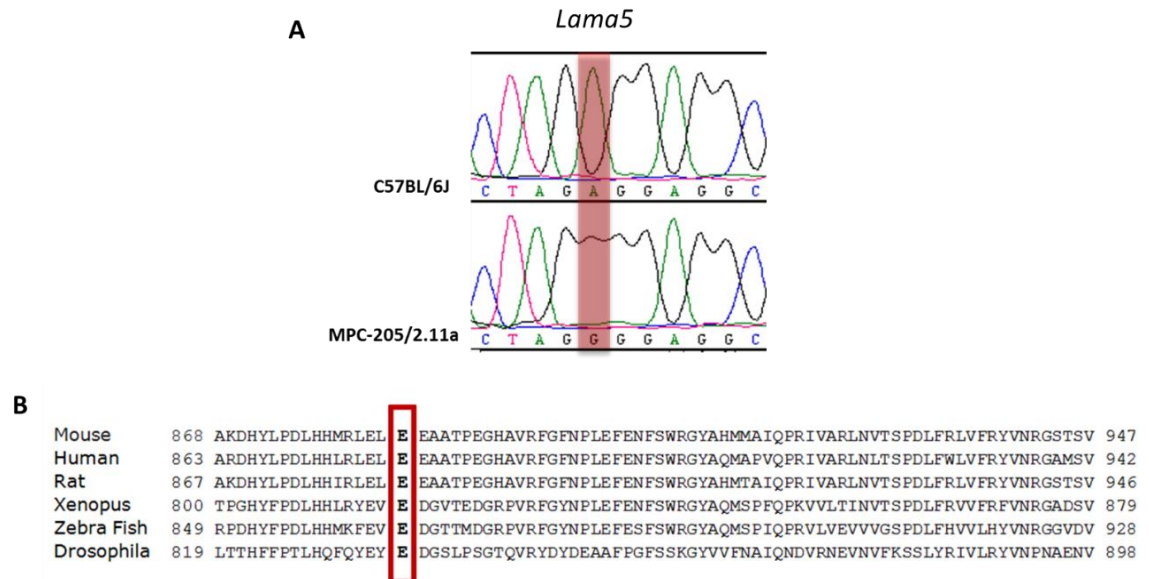 Lama5
A
C57BL/6J
C T A G A G G A G G C
MPC-205/2.11a
C T A G G G G A G G C
B
Mouse 868 AKDHYLPDLHHMRLEL E EAATPEGHAVRFGFNPLEFENFSWRGYAHMMAIQPRIVARLNVTSPDLFRLVFRYVNRGSTSV 947
Human 863 ARDHYLPDLHHLRLEL E EAATPEGHAVRFGFNPLEFENFSWRGYAQMAPVQPRIVARLNLTSPDLFWLVFRYVNRGAMSV 942
Rat 867 AKDHYLPDLHHIRLEL E EAATPEGHAVRFGFNPLEFENFSWRGYAHMTAIQPRIVARLNVTSPDLFRLVFRYVNRGSTSV 946
Xenopus 800 TPGHYFPDLHHLRYEV E DGVTEDGRPVRFGYNPLEFENFSWRGYAQMSPFQPKVVLTINVTSPDLFRVVFRFVNRGADSV 879
Zebra Fish 849 RPDHYFPDLHHMKFEV E DGTTMDGRPVRFGYNPLEFESFSWRGYAQMSPIQPRVLVEVVVGSPDLFHVVLHYVNRGGVDV 928
Drosophila 819 LTTHFFPTLHQFQYEY E DGSLPSGTQVRYDYDEAAFPGFSSKGYVVFNAIQNDVRNEVNVFKSSLYRIVLRYVNPNAENV 898